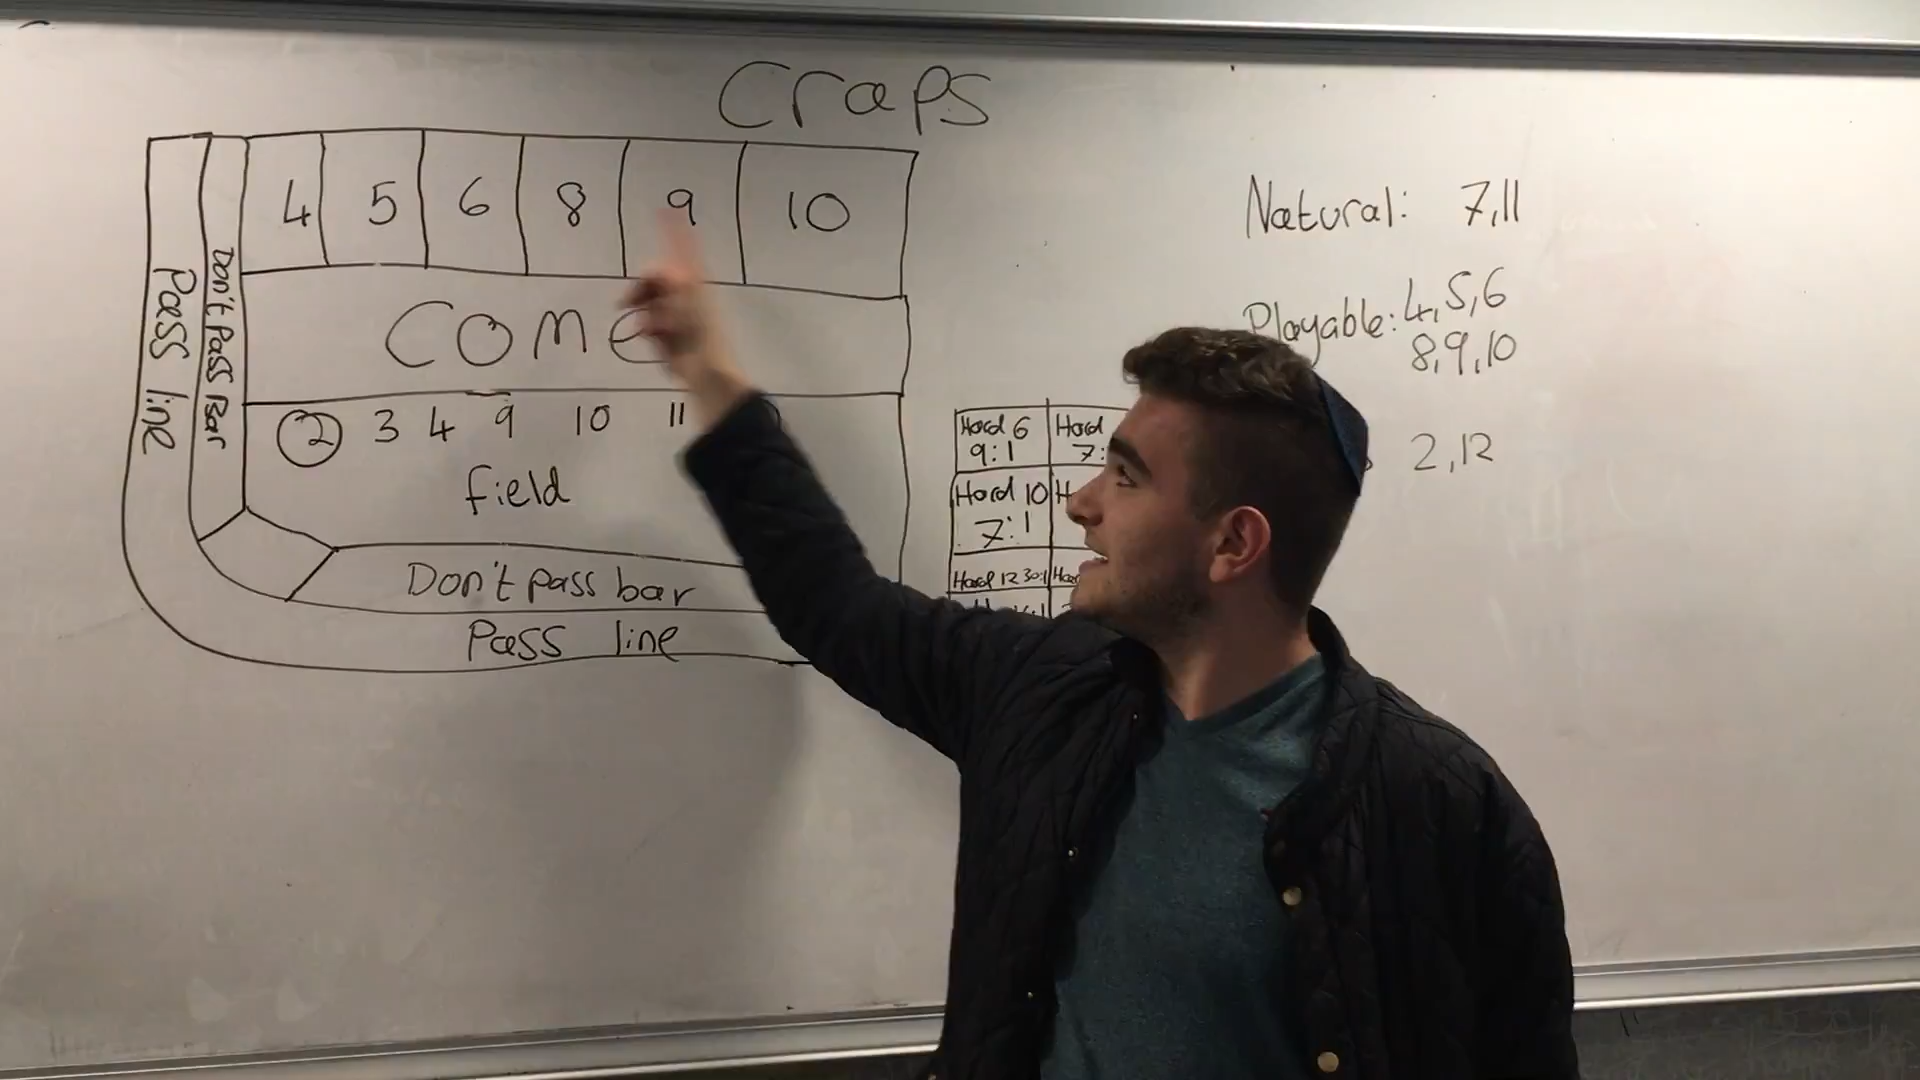 Craps
4 5 6 8 9 10
COME
2 3 4 9 10 11
field
Don't pass bar
Pass line
Don't Pass Bar
Pass line
Hard 6
9:1
Hard
7:
Hard 10
7:1
Hard 12 30:1
Natural: 7,11
Playable: 4,5,6
8,9,10
2,12